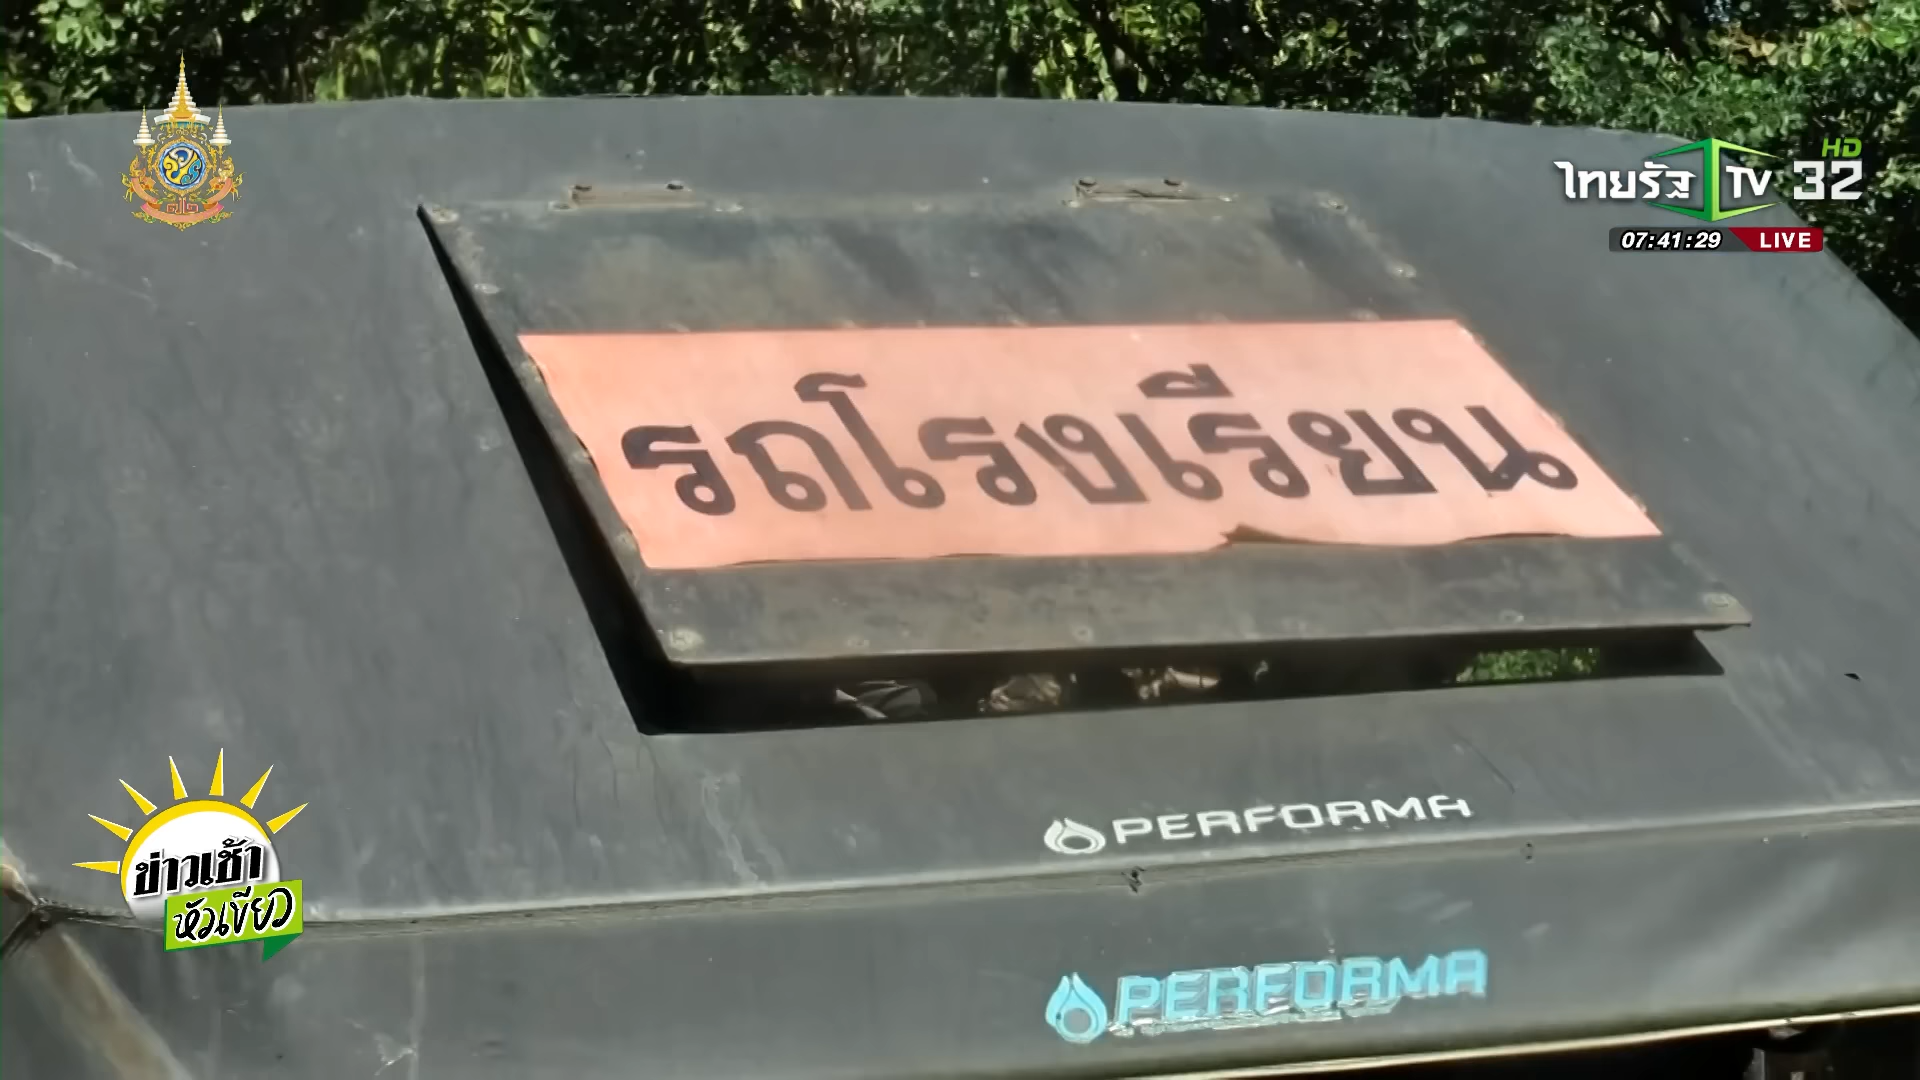 ไทยรัฐ TV 32 HD
07:41:29 LIVE
รถโรงเรียน
PERFORMA
PERFORMA
ข่าวเช้า
หัวเขียว